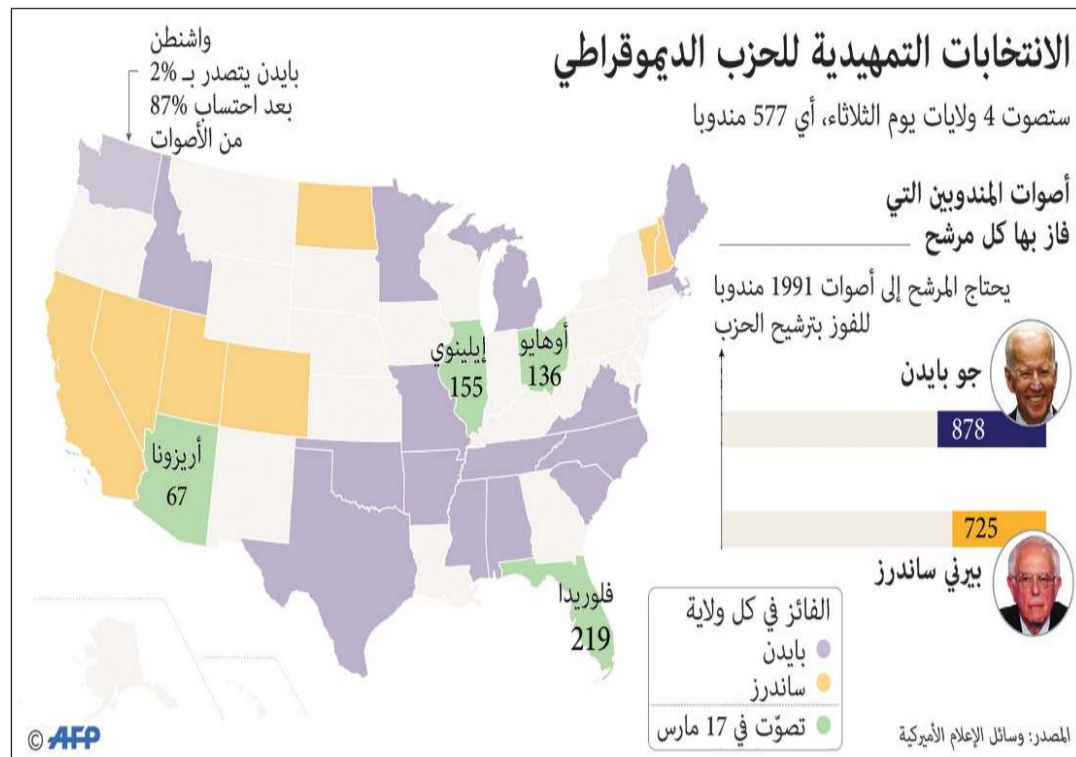 الانتخابات التمهيدية للحزب الديموقراطي
ستصوت 4 ولايات يوم الثلاثاء، أي 577 مندوبا
أصوات المندوبين التي
فاز بها كل مرشح
يحتاج المرشح إلى أصوات 1991 مندوبا
للفوز بترشيح الحزب
جو بايدن
878
725
بيرني ساندرز
واشنطن
بايدن يتصدر بـ 2%
بعد احتساب 87%
من الأصوات
أوهايو
136
إيلينوي
155
أريزونا
67
فلوريدا
219
الفائز في كل ولاية
بايدن
ساندرز
تصوّت في 17 مارس
المصدر: وسائل الإعلام الأميركية
© AFP